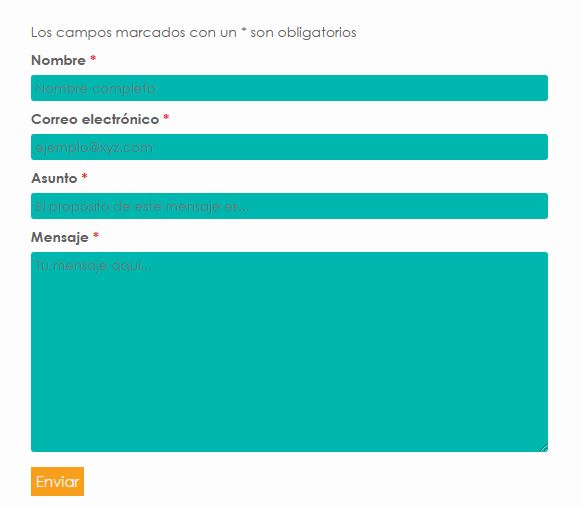 Los campos marcados con un * son obligatorios
Nombre *
Nombre completo
Correo electrónico *
ejemplo@xyz.com
Asunto *
El propósito de este mensaje es...
Mensaje *
Tu mensaje aquí...
Enviar